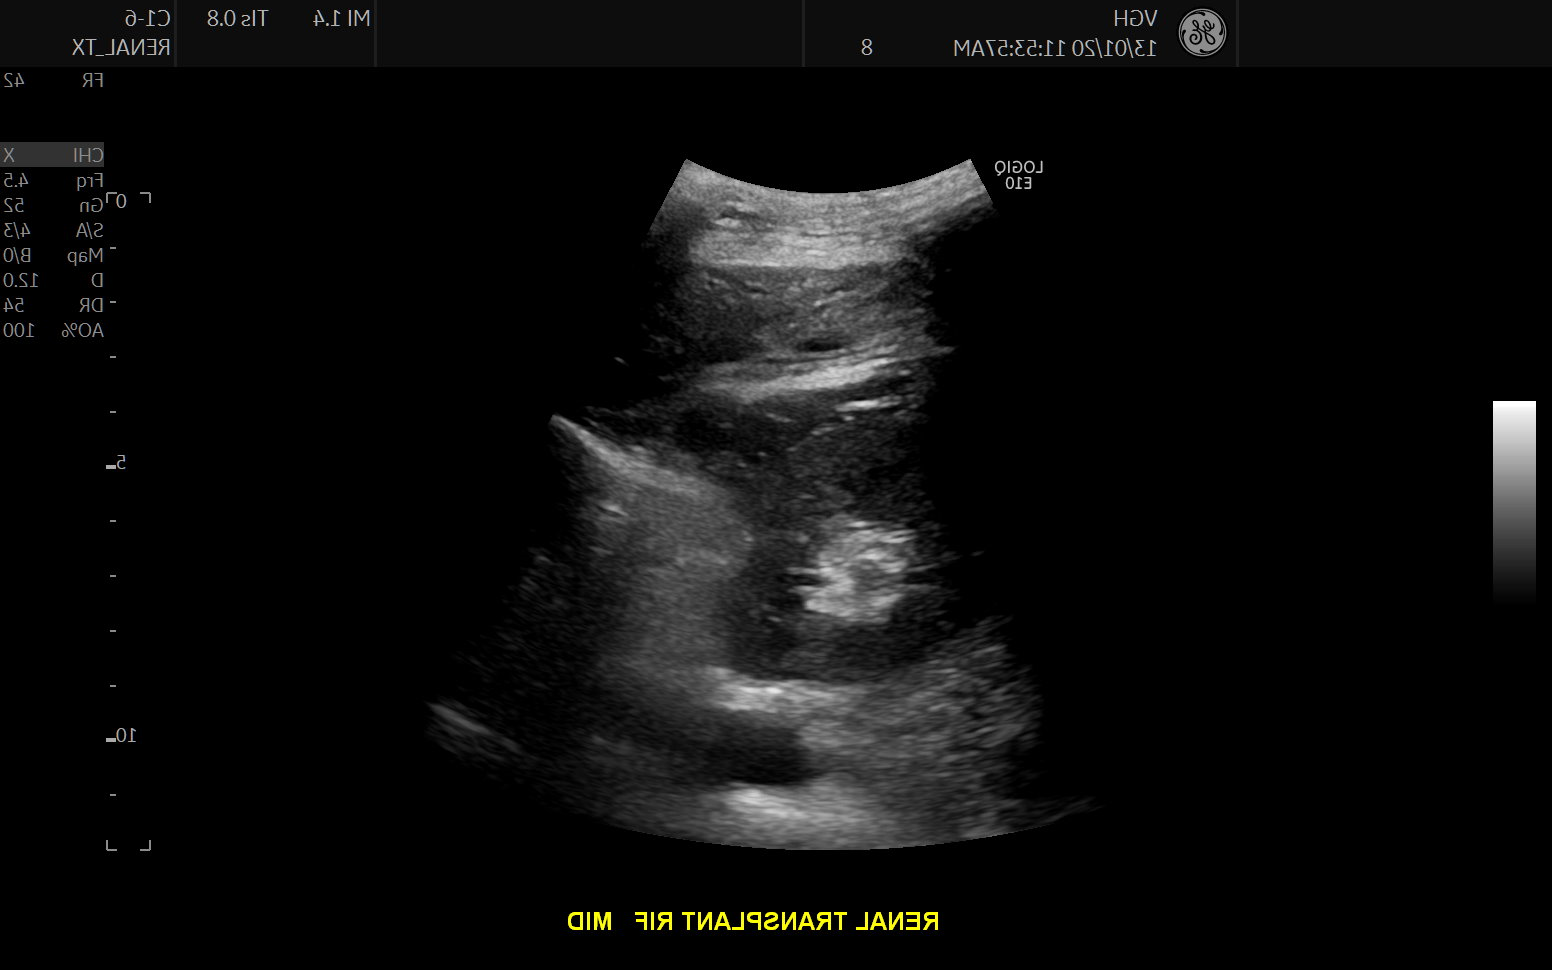 VGH
13/01/20 11:53:57AM 8
MI 1.4 TIs 0.8 C1-6
RENAL_TX
FR 42
LOGIQ
E10
CHI X
Frq 4.5
Gn 52
S/A 4/3
Map B/0
D 12.0
DR 54
AO% 100
0
5
10
RENAL TRANSPLANT RIF MID